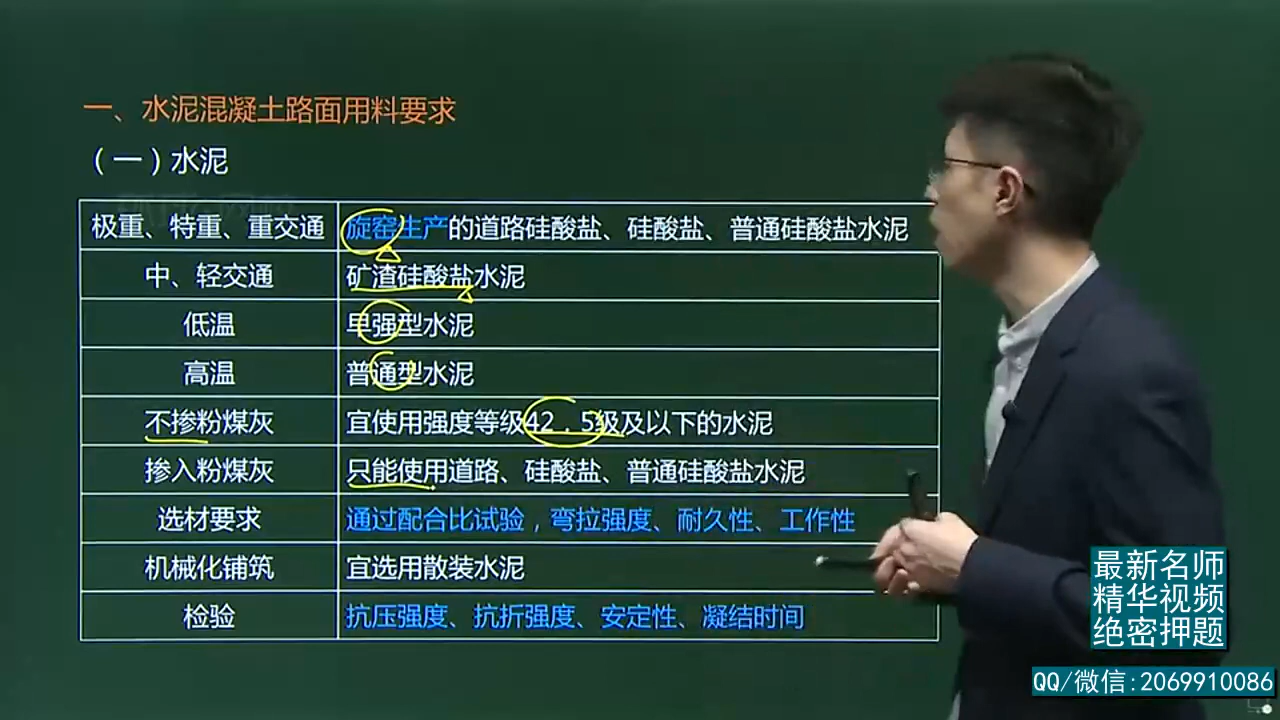 一、水泥混凝土路面用料要求
（一）水泥
极重、特重、重交通 旋窑生产的道路硅酸盐、硅酸盐、普通硅酸盐水泥
中、轻交通 矿渣硅酸盐水泥
低温 早强型水泥
高温 普通型水泥
不掺粉煤灰 宜使用强度等级42．5级及以下的水泥
掺入粉煤灰 只能使用道路、硅酸盐、普通硅酸盐水泥
选材要求 通过配合比试验，弯拉强度、耐久性、工作性
机械化铺筑 宜选用散装水泥
检验 抗压强度、抗折强度、安定性、凝结时间
最新名师
精华视频
绝密押题
QQ/微信:2069910086